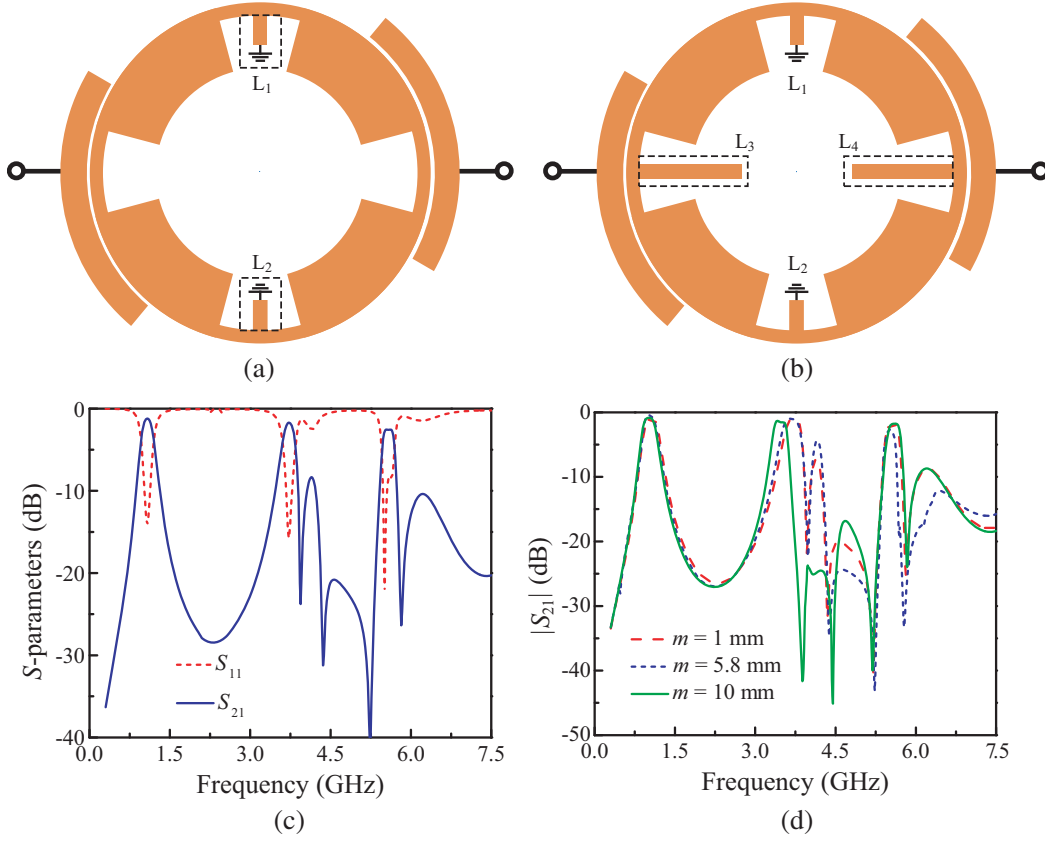 L₁
L₂
(a)
L₁
L₃ L₄
L₂
(b)
S-parameters (dB)
0
-10
-20
-30
-40
S₁₁
S₂₁
0.0 1.5 3.0 4.5 6.0 7.5
Frequency (GHz)
(c)
|S₂₁| (dB)
0
-10
-20
-30
-40
-50
m = 1 mm
m = 5.8 mm
m = 10 mm
0.0 1.5 3.0 4.5 6.0 7.5
Frequency (GHz)
(d)